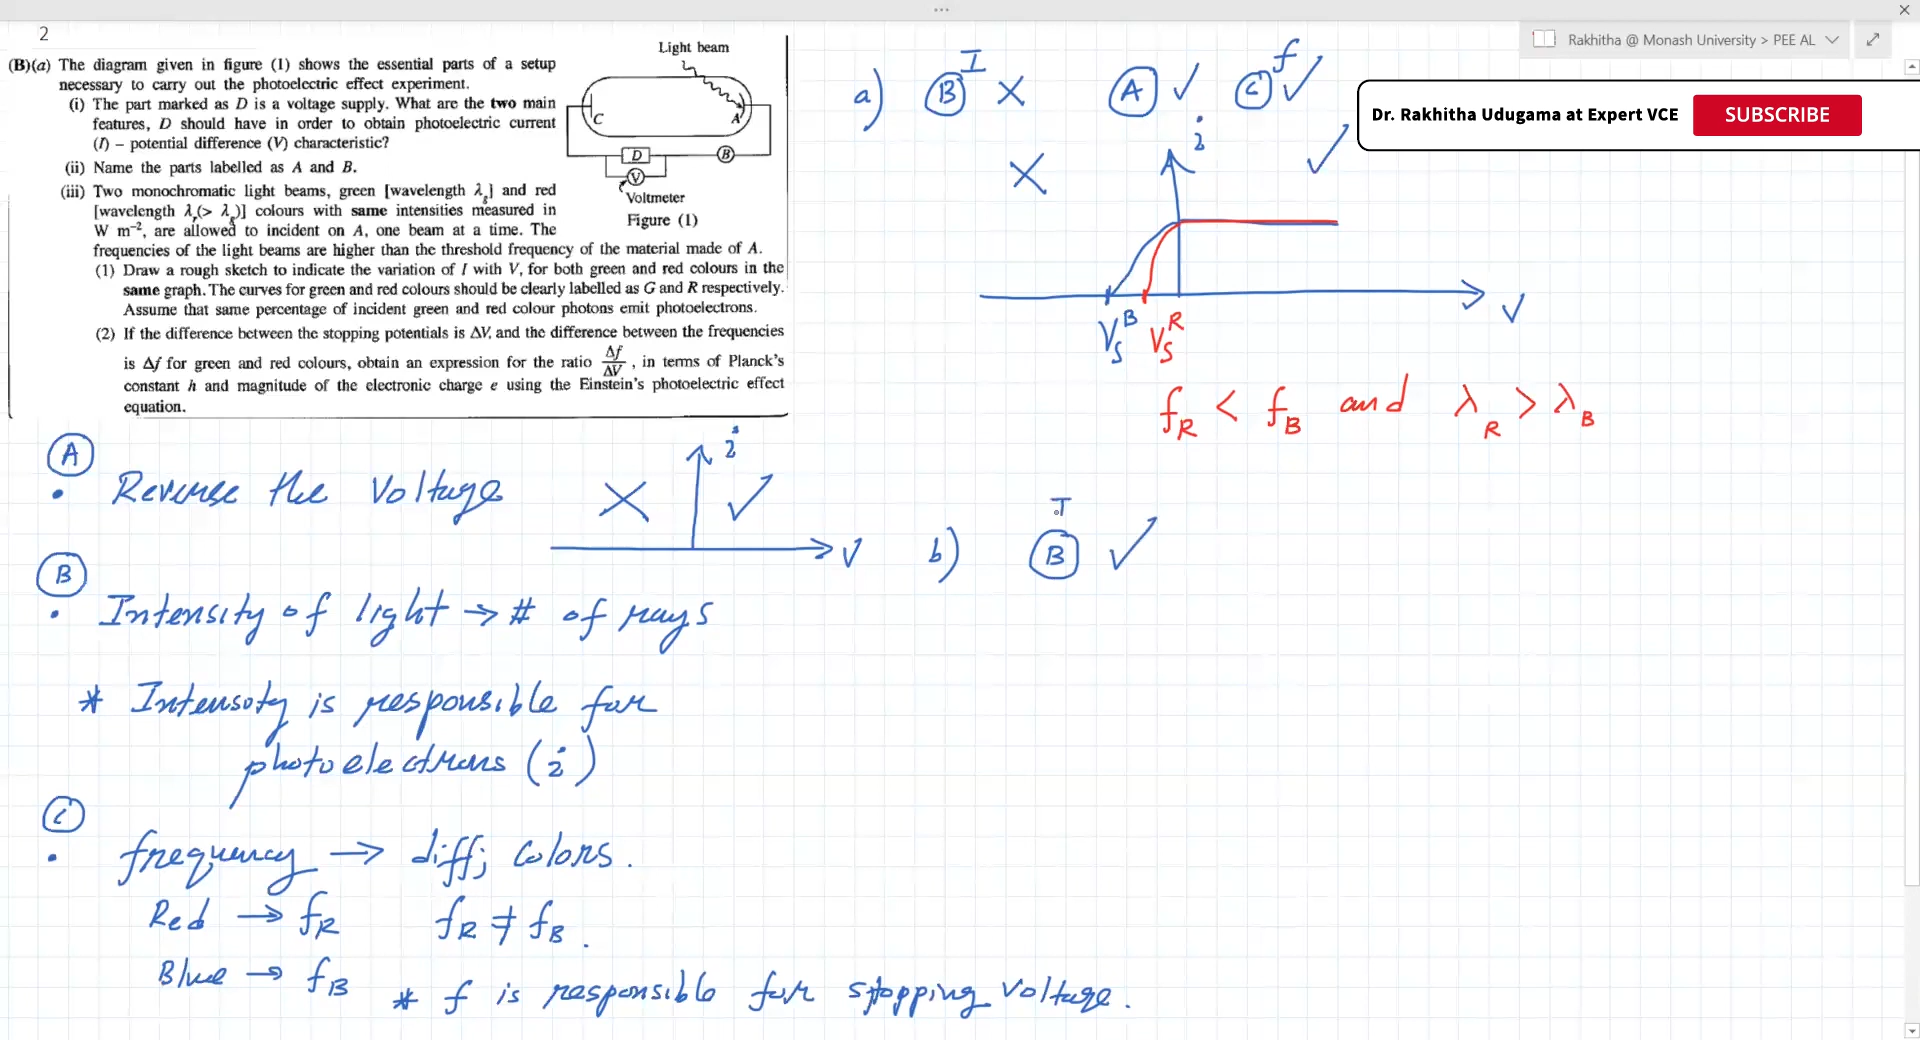 2
(B)(a) The diagram given in figure (1) shows the essential parts of a setup
necessary to carry out the photoelectric effect experiment.
(i) The part marked as D is a voltage supply. What are the two main
features, D should have in order to obtain photoelectric current
(I) – potential difference (V) characteristic?
(ii) Name the parts labelled as A and B.
(iii) Two monochromatic light beams, green [wavelength λg] and red
[wavelength λr(> λg)] colours with same intensities measured in
W m⁻², are allowed to incident on A, one beam at a time. The
frequencies of the light beams are higher than the threshold frequency of the material made of A.
(1) Draw a rough sketch to indicate the variation of I with V, for both green and red colours in the
same graph. The curves for green and red colours should be clearly labelled as G and R respectively.
Assume that same percentage of incident green and red colour photons emit photoelectrons.
(2) If the difference between the stopping potentials is ΔV, and the difference between the frequencies
is Δf for green and red colours, obtain an expression for the ratio Δf/ΔV, in terms of Planck's
constant h and magnitude of the electronic charge e using the Einstein's photoelectric effect
equation.
Light beam
C
A
D
B
V
Voltmeter
Figure (1)
Rakhitha @ Monash University > PEE AL
Dr. Rakhitha Udugama at Expert VCE
SUBSCRIBE
a) B I X A ✓ C f ✓
X i ✓
V
VsB VsR
fR < fB and λR > λB
A
• Reverse the Voltage
X i ✓
V
b) B I ✓
B
• Intensity of light → # of rays
* Intensoty is responsible for
photoelectrons (i)
C
• frequency → diff; colors.
Red → fR fR ≠ fB.
Blue → fB * f is responsible for stopping voltage.